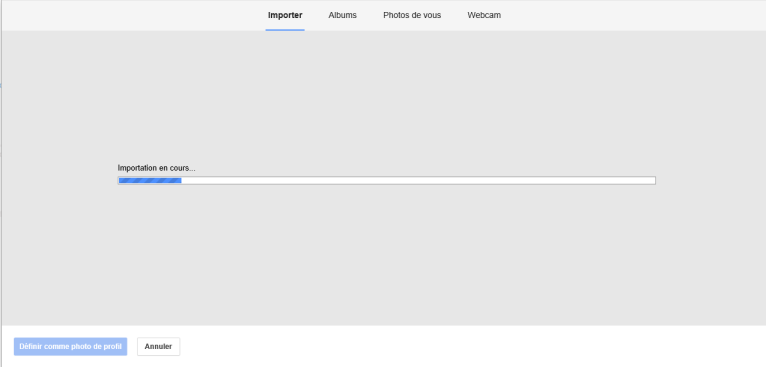 Importer Albums Photos de vous Webcam
Importation en cours...
Définir comme photo de profil Annuler